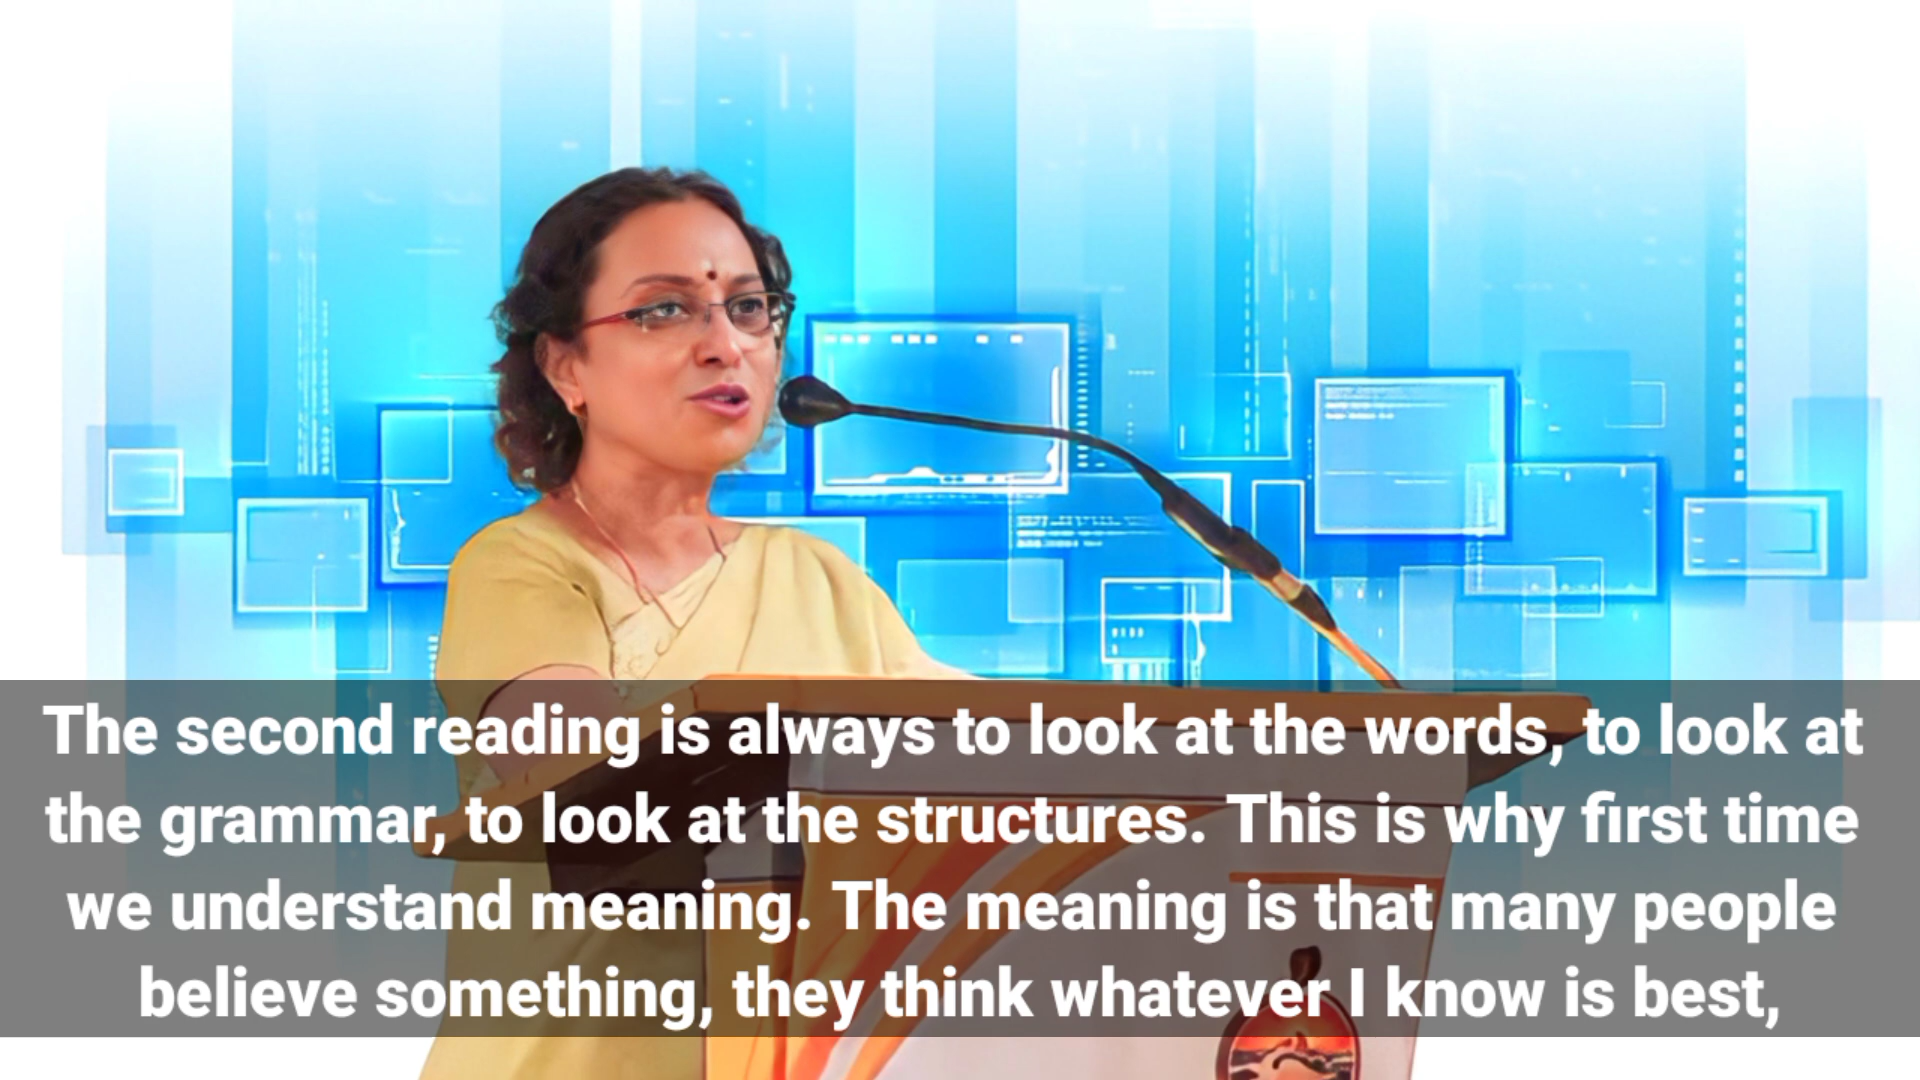 The second reading is always to look at the words, to look at
the grammar, to look at the structures. This is why first time
we understand meaning. The meaning is that many people
believe something, they think whatever I know is best,